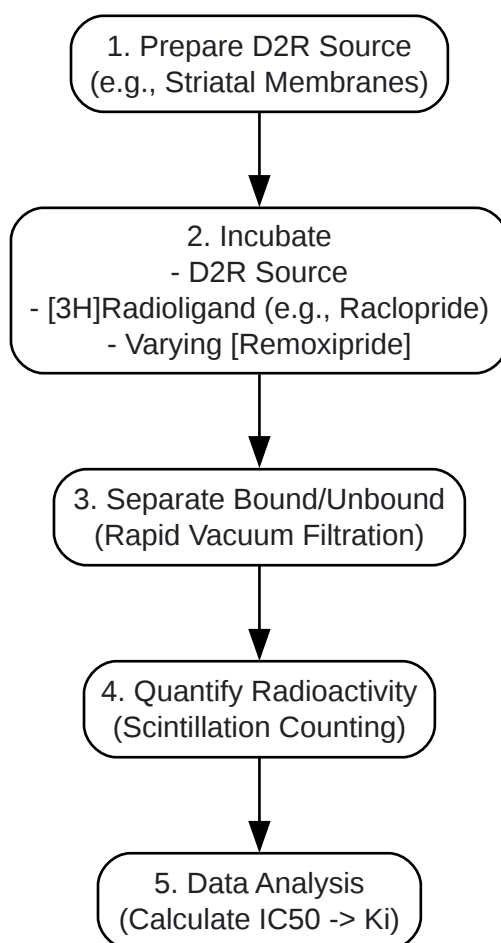 1. Prepare D2R Source
(e.g., Striatal Membranes)
2. Incubate
- D2R Source
- [3H]Radioligand (e.g., Raclopride)
- Varying [Remoxipride]
3. Separate Bound/Unbound
(Rapid Vacuum Filtration)
4. Quantify Radioactivity
(Scintillation Counting)
5. Data Analysis
(Calculate IC50 -> Ki)